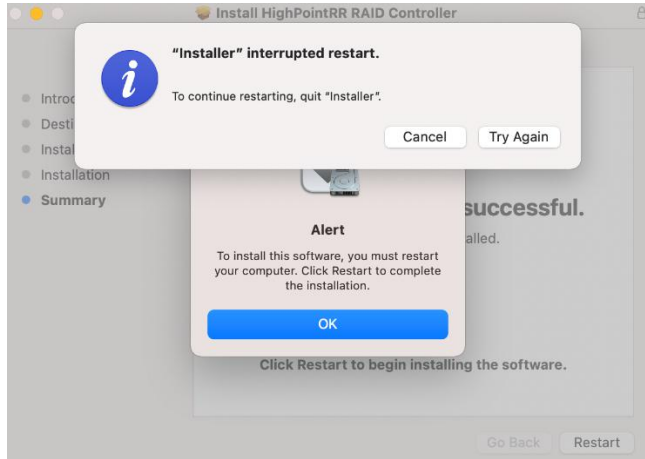 Install HighPointRR RAID Controller
"Installer" interrupted restart.
To continue restarting, quit "Installer".
Cancel
Try Again
Installation
Summary
successful.
Alert
To install this software, you must restart
your computer. Click Restart to complete
the installation.
OK
Click Restart to begin installing the software.
Go Back
Restart